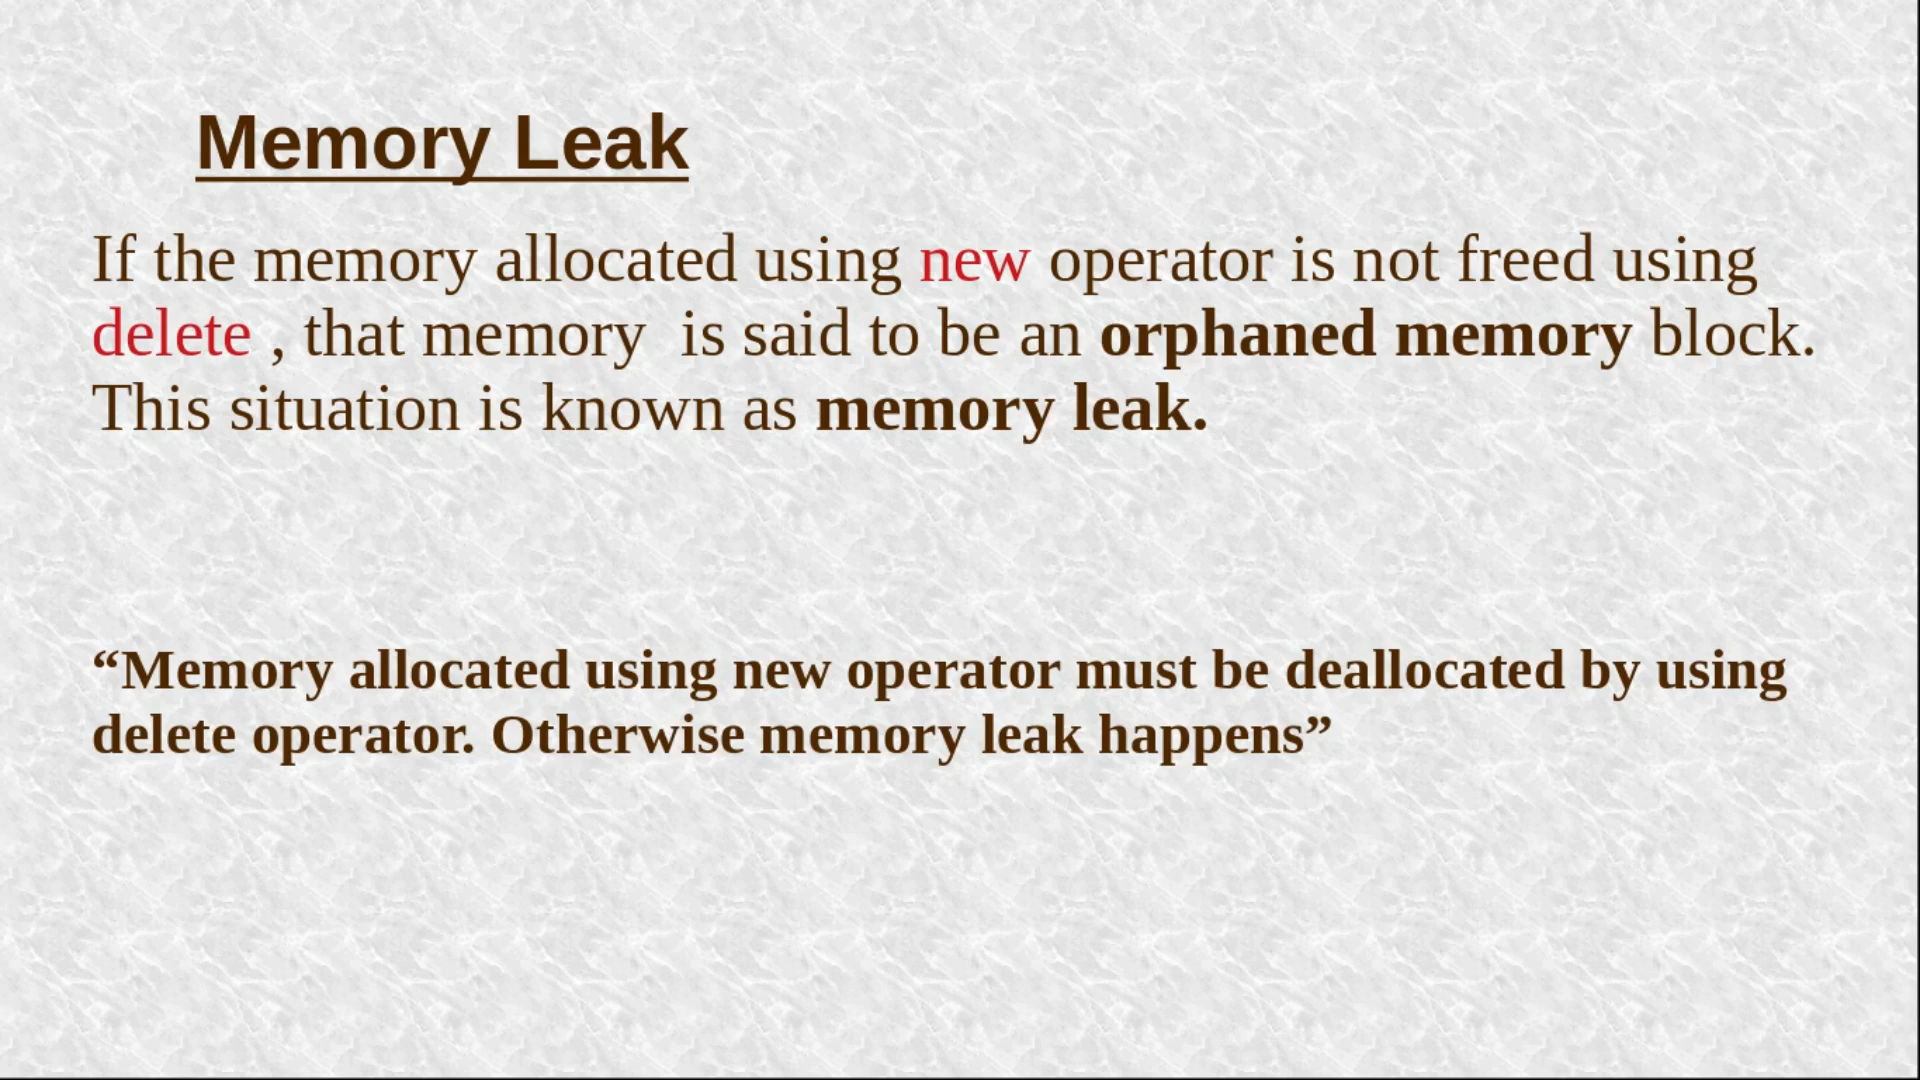 Memory Leak
If the memory allocated using new operator is not freed using
delete , that memory  is said to be an orphaned memory block.
This situation is known as memory leak.
“Memory allocated using new operator must be deallocated by using
delete operator. Otherwise memory leak happens”